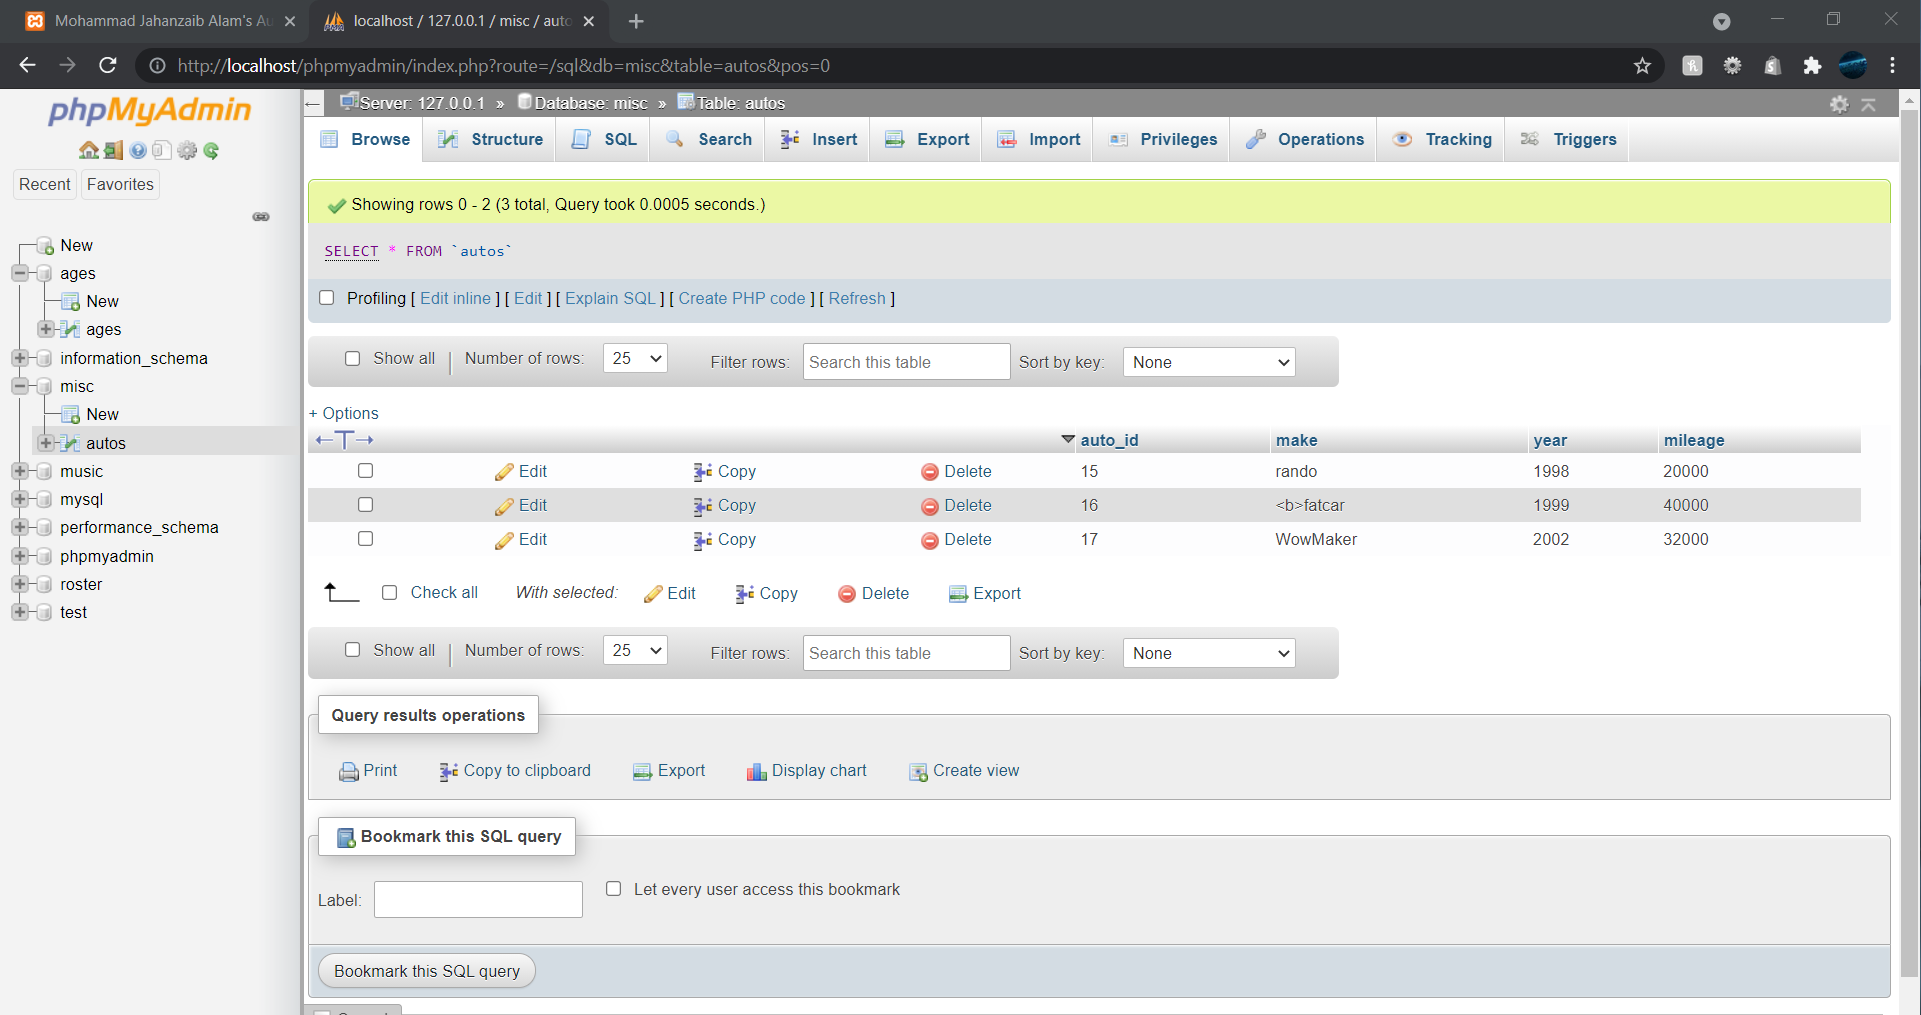 Mohammad Jahanzaib Alam's Au
localhost / 127.0.0.1 / misc / auto
http://localhost/phpmyadmin/index.php?route=/sql&db=misc&table=autos&pos=0
phpMyAdmin
Recent Favorites
New
ages
New
ages
information_schema
misc
New
autos
music
mysql
performance_schema
phpmyadmin
roster
test
Server: 127.0.0.1 » Database: misc » Table: autos
Browse Structure SQL Search Insert Export Import Privileges Operations Tracking Triggers
Showing rows 0 - 2 (3 total, Query took 0.0005 seconds.)
SELECT * FROM `autos`
Profiling [ Edit inline ] [ Edit ] [ Explain SQL ] [ Create PHP code ] [ Refresh ]
Show all | Number of rows: 25 Filter rows: Search this table Sort by key: None
+ Options
←T→ auto_id make year mileage
Edit Copy Delete 15 rando 1998 20000
Edit Copy Delete 16 <b>fatcar 1999 40000
Edit Copy Delete 17 WowMaker 2002 32000
Check all With selected: Edit Copy Delete Export
Show all | Number of rows: 25 Filter rows: Search this table Sort by key: None
Query results operations
Print Copy to clipboard Export Display chart Create view
Bookmark this SQL query
Label: Let every user access this bookmark
Bookmark this SQL query